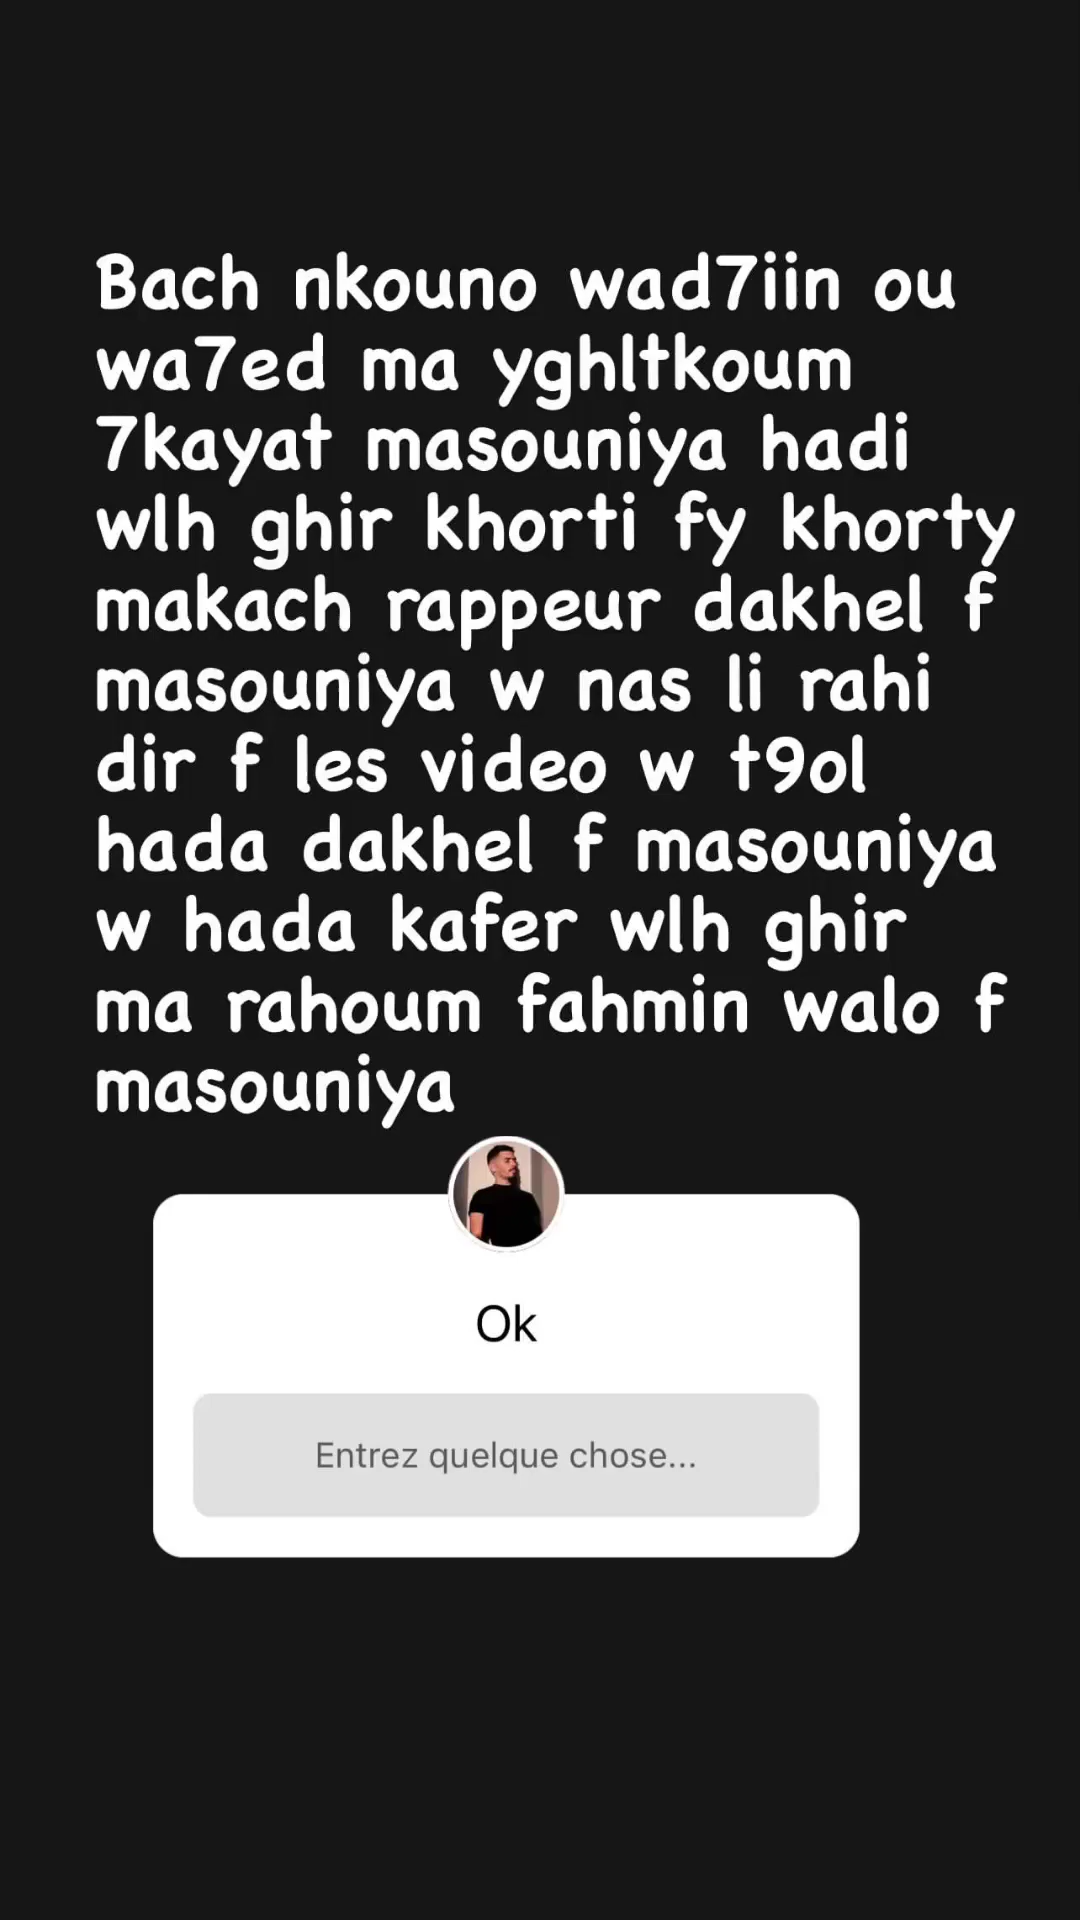 Bach nkouno wad7iin ou
wa7ed ma yghltkoum
7kayat masouniya hadi
wlh ghir khorti fy khorty
makach rappeur dakhel f
masouniya w nas li rahi
dir f les video w t9ol
hada dakhel f masouniya
w hada kafer wlh ghir
ma rahoum fahmin walo f
masouniya
Ok
Entrez quelque chose...